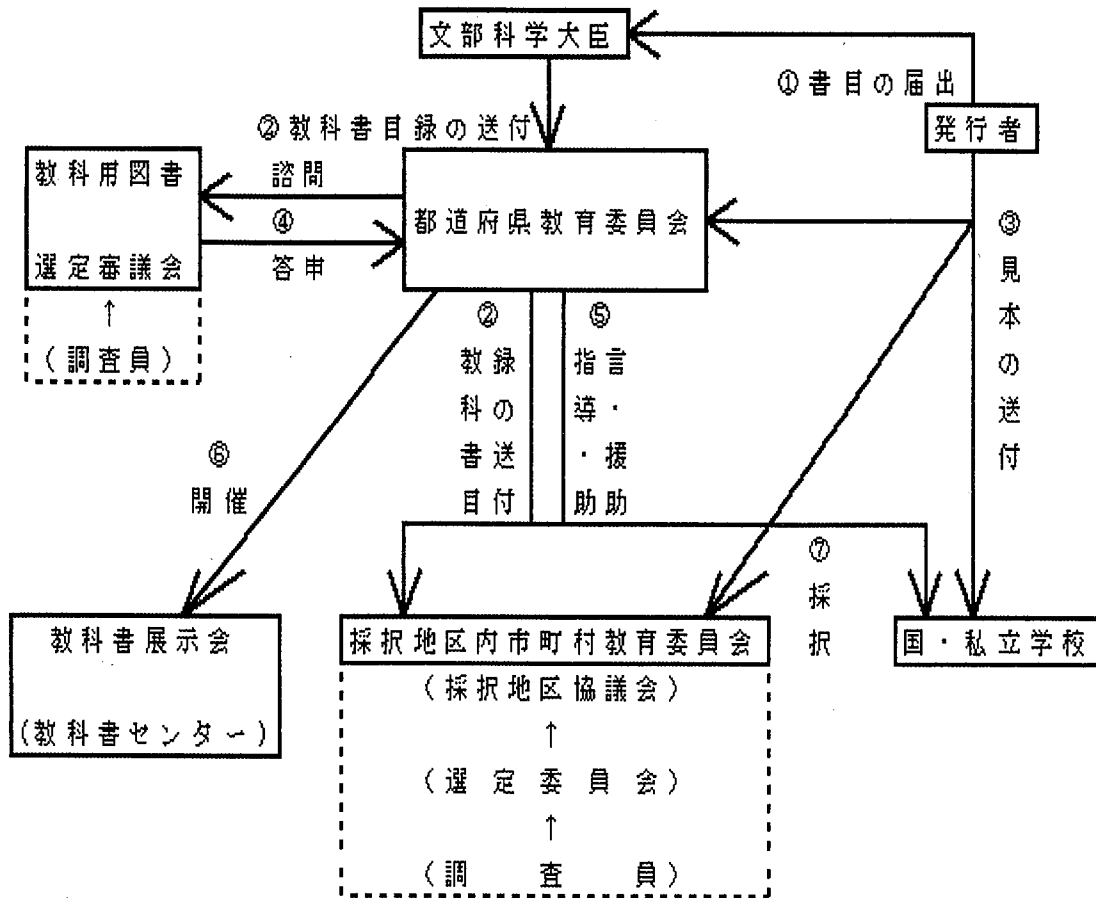 文部科学大臣
①書目の届出
発行者
②教科書目録の送付
教科用図書
選定審議会
諮問
④
答申
都道府県教育委員会
↑
(調査員)
③見本の送付
②
教科書目
録の送付
⑤
指導・助
言・援助
⑥
開催
⑦
採択
教科書展示会
(教科書センター)
採択地区内市町村教育委員会
(採択地区協議会)
↑
(選定委員会)
↑
(調査員)
国・私立学校